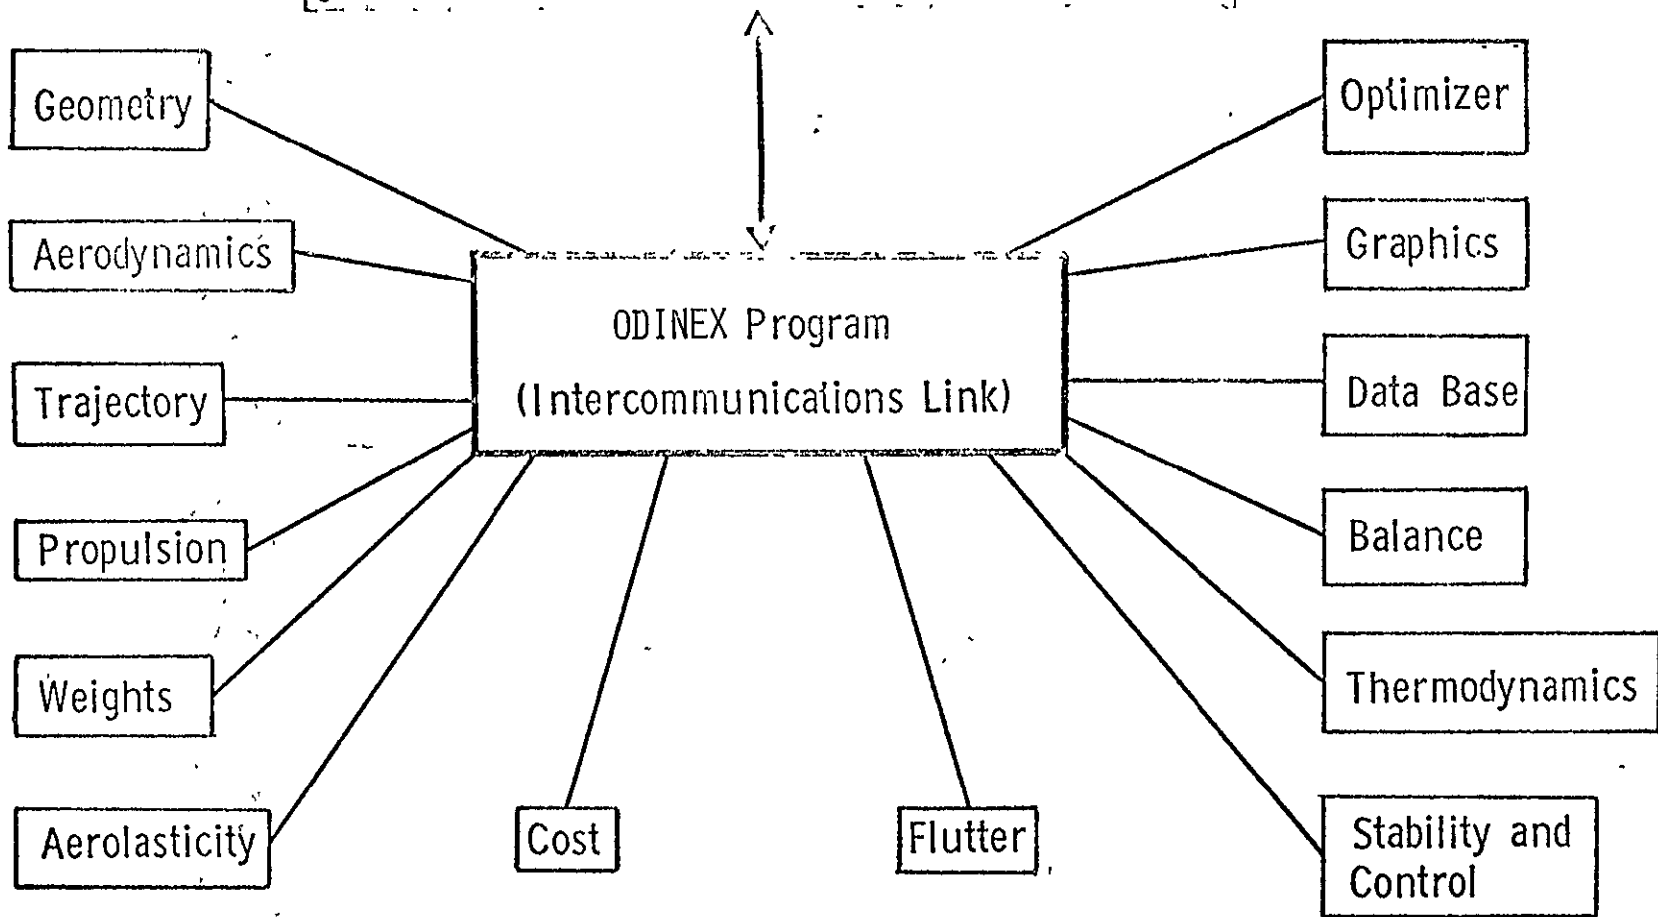 Geometry
Optimizer
Aerodynamics
Graphics
ODINEX Program
(Intercommunications Link)
Trajectory
Data Base
Propulsion
Balance
Weights
Thermodynamics
Aerolasticity
Cost
Flutter
Stability and
Control